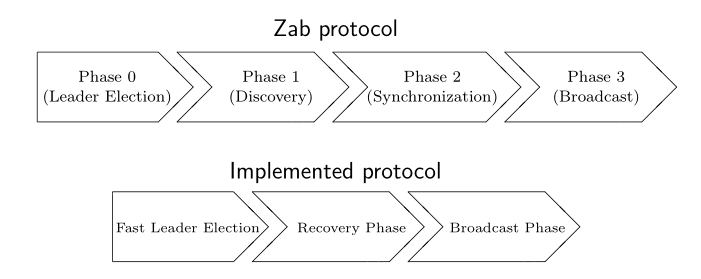 Zab protocol
Phase 0
(Leader Election)
Phase 1
(Discovery)
Phase 2
(Synchronization)
Phase 3
(Broadcast)
Implemented protocol
Fast Leader Election
Recovery Phase
Broadcast Phase